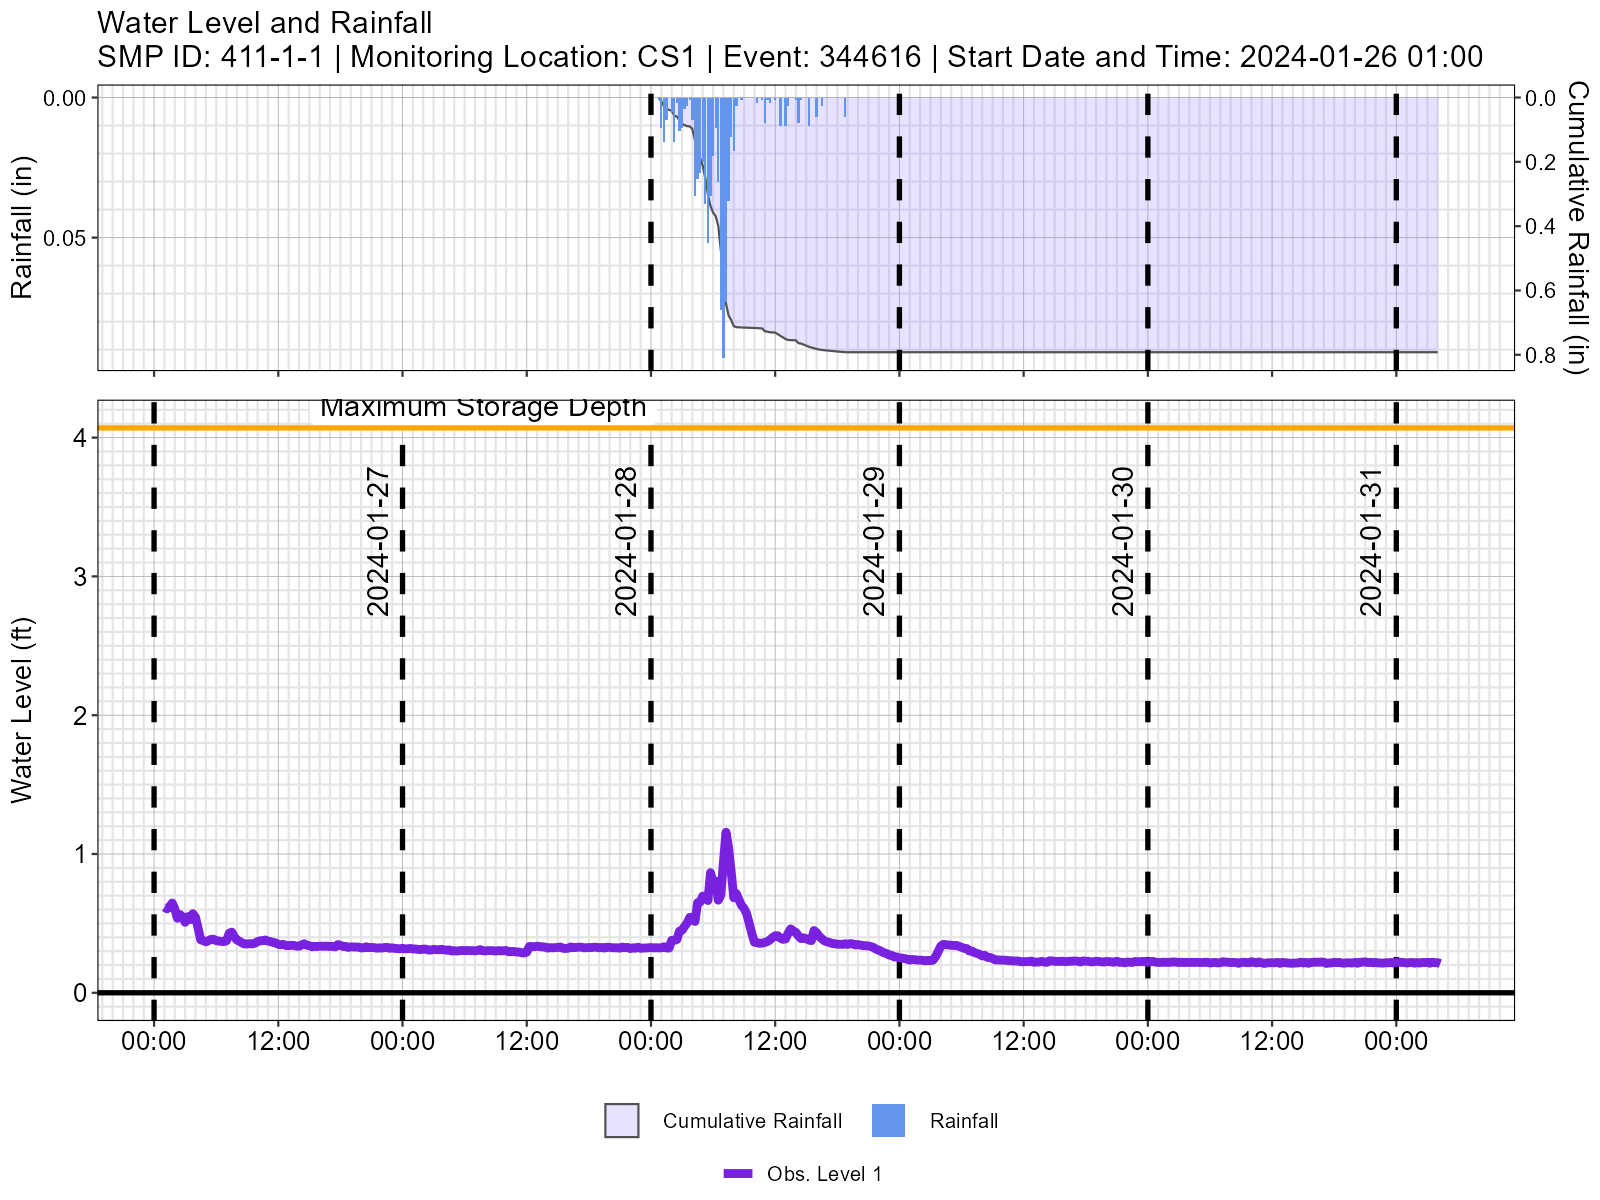 Water Level and Rainfall
SMP ID: 411-1-1 | Monitoring Location: CS1 | Event: 344616 | Start Date and Time: 2024-01-26 01:00
Rainfall (in)
0.00
0.05
0.0
0.2
0.4
0.6
0.8
Cumulative Rainfall (in)
Maximum Storage Depth
Water Level (ft)
4
3
2
1
0
2024-01-27
2024-01-28
2024-01-29
2024-01-30
2024-01-31
00:00 12:00 00:00 12:00 00:00 12:00 00:00 12:00 00:00 12:00 00:00
Cumulative Rainfall
Rainfall
Obs. Level 1